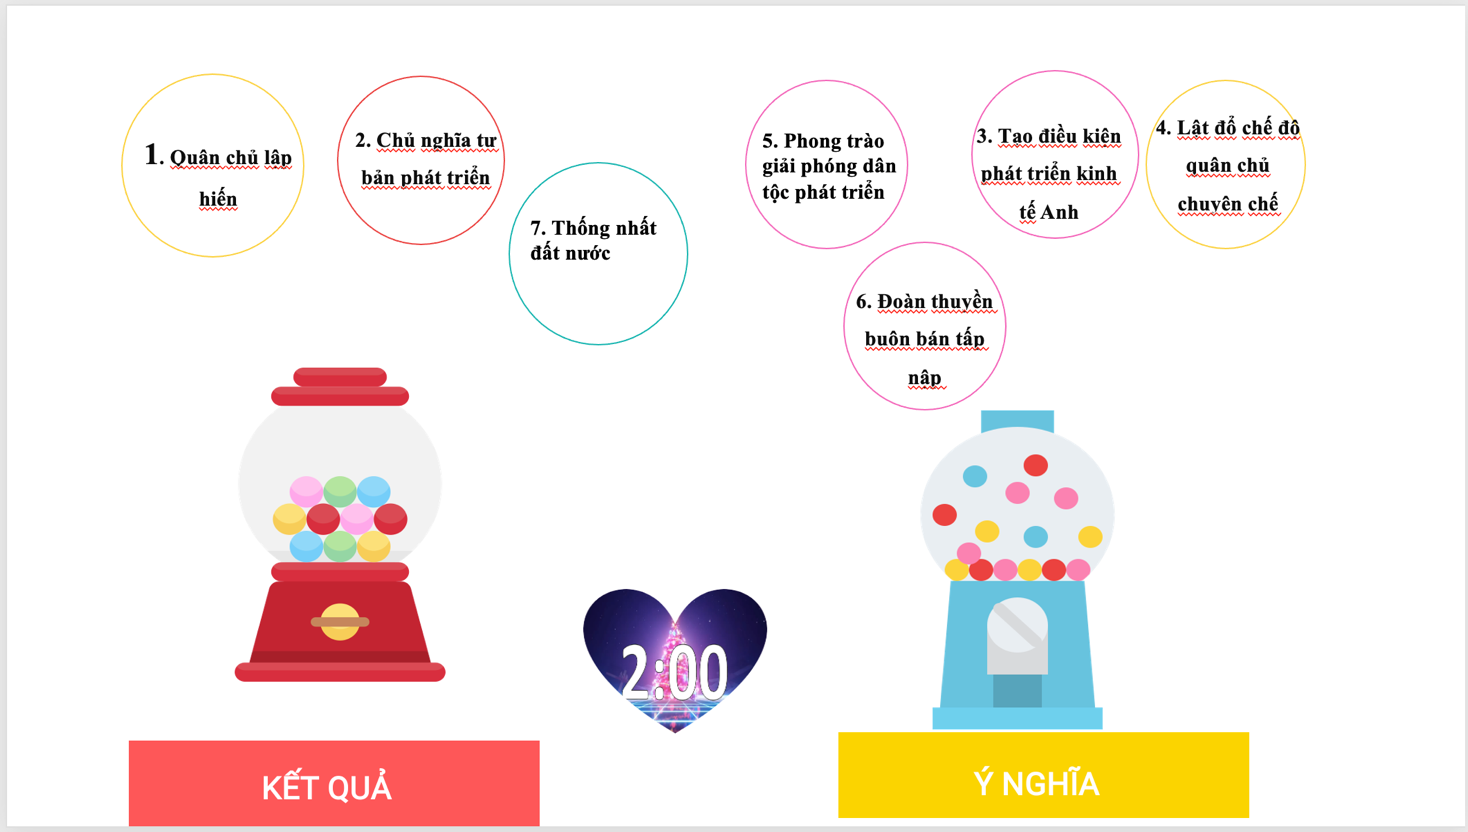 1. Quân chủ lập
hiến
2. Chủ nghĩa tư
bản phát triển
7. Thống nhất
đất nước
5. Phong trào
giải phóng dân
tộc phát triển
3. Tạo điều kiện
phát triển kinh
tế Anh
4. Lật đổ chế độ
quân chủ
chuyên chế
6. Đoàn thuyền
buôn bán tấp
nập
2:00
KẾT QUẢ
Ý NGHĨA